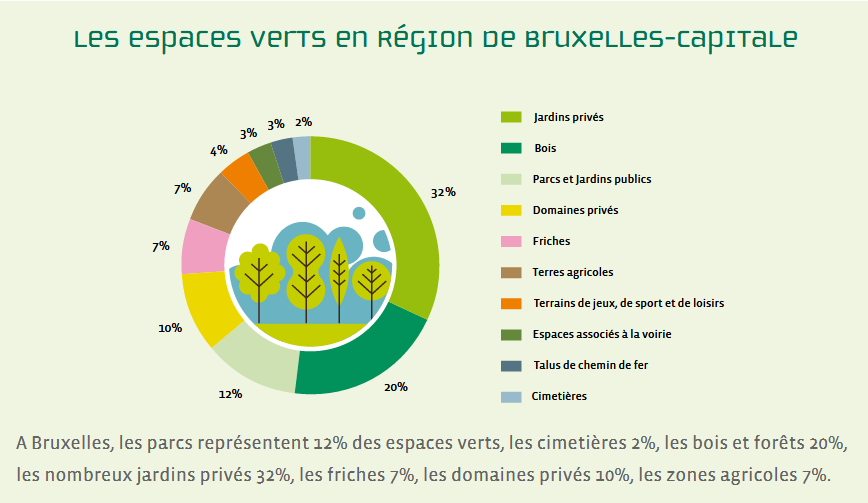 Les espaces verts en Région de Bruxelles-Capitale
3%
3%
2%
4%
7%
32%
7%
10%
12%
20%
Jardins privés
Bois
Parcs et Jardins publics
Domaines privés
Friches
Terres agricoles
Terrains de jeux, de sport et de loisirs
Espaces associés à la voirie
Talus de chemin de fer
Cimetières
A Bruxelles, les parcs représentent 12% des espaces verts, les cimetières 2%, les bois et forêts 20%,
les nombreux jardins privés 32%, les friches 7%, les domaines privés 10%, les zones agricoles 7%.